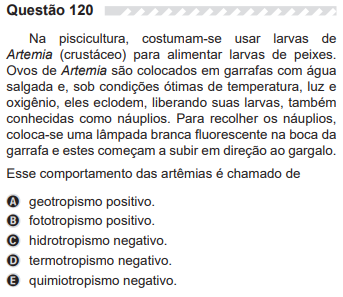 Questão 120
Na piscicultura, costumam-se usar larvas de
Artemia (crustáceo) para alimentar larvas de peixes.
Ovos de Artemia são colocados em garrafas com água
salgada e, sob condições ótimas de temperatura, luz e
oxigênio, eles eclodem, liberando suas larvas, também
conhecidas como náuplios. Para recolher os náuplios,
coloca-se uma lâmpada branca fluorescente na boca da
garrafa e estes começam a subir em direção ao gargalo.
Esse comportamento das artêmias é chamado de
A geotropismo positivo.
B fototropismo positivo.
C hidrotropismo negativo.
D termotropismo negativo.
E quimiotropismo negativo.